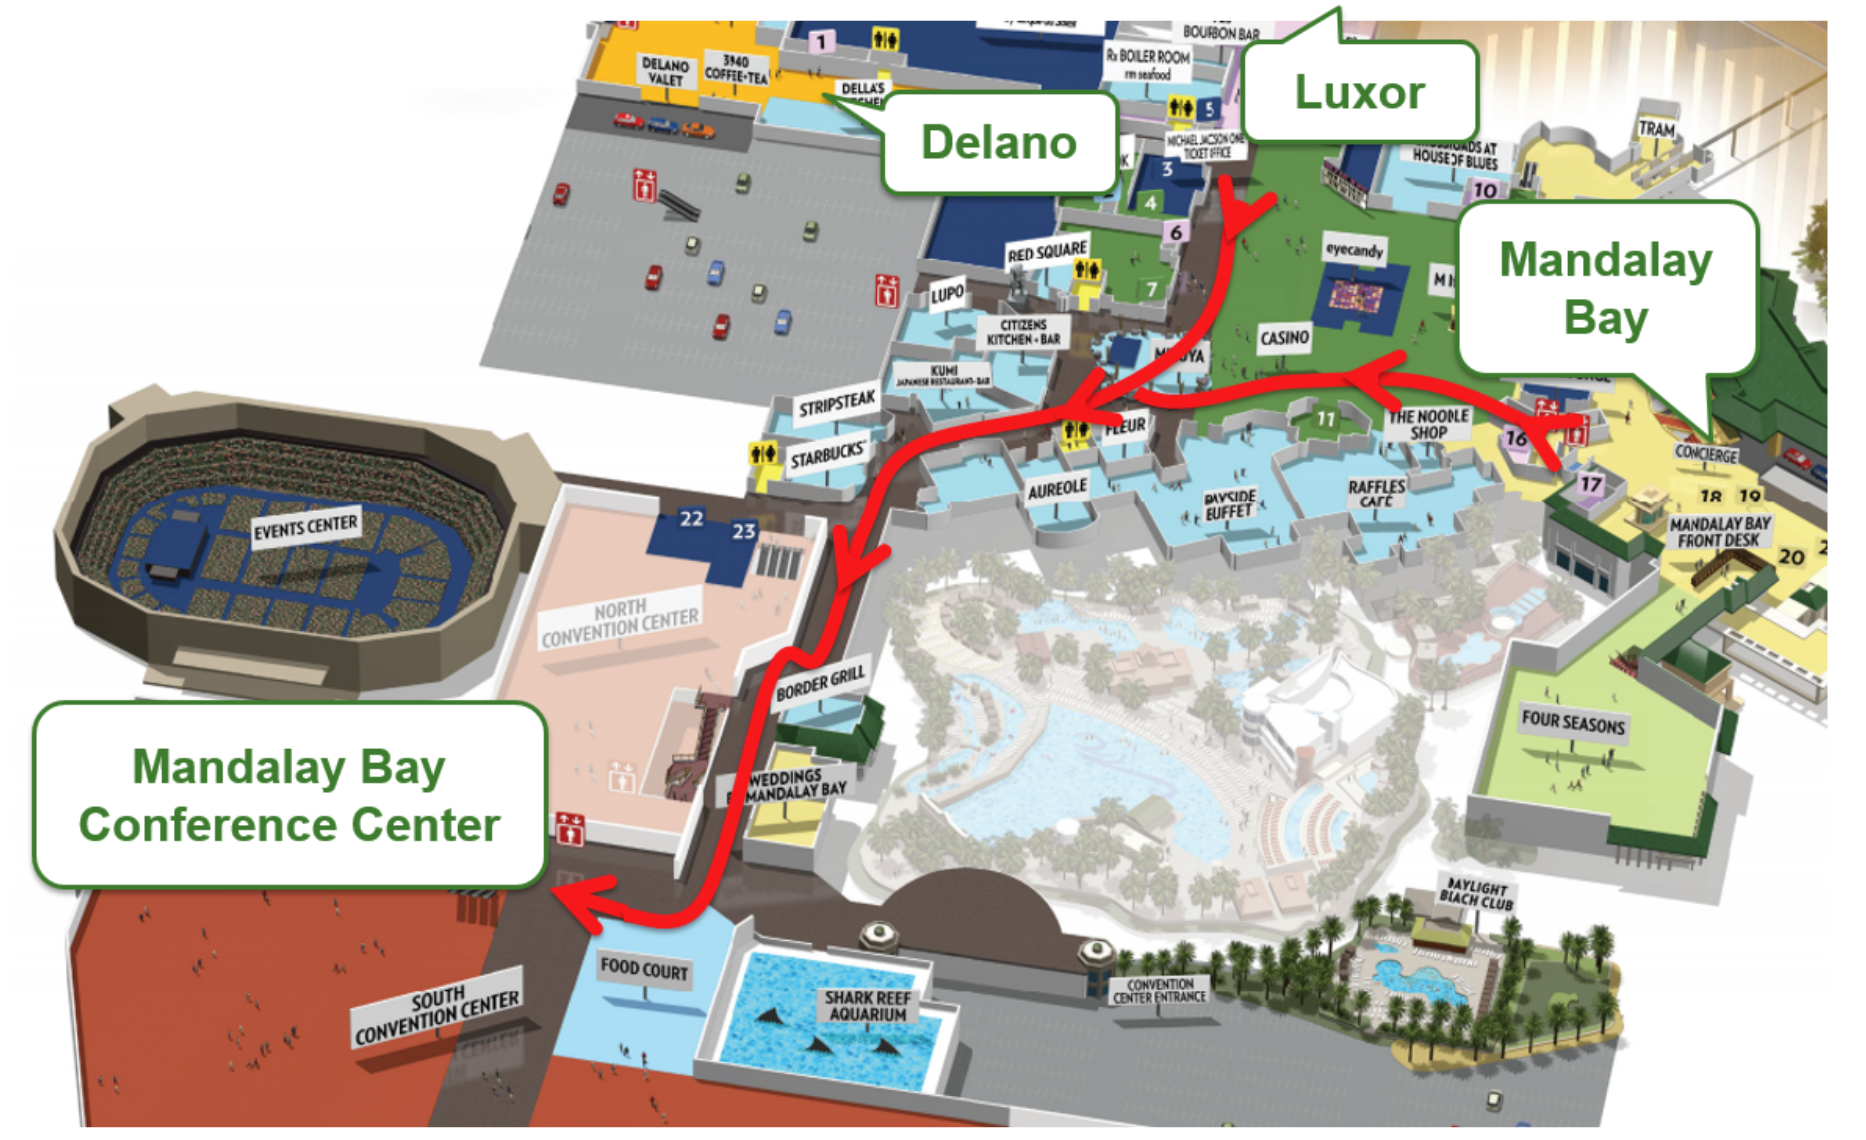 BOURBON BAR
Luxor
1
DELANO
VALET
3940
COFFEE•TEA
Rx BOILER ROOM
rm seafood
DELLA'S
5
Delano
TRAM
MICHAEL JACSON ONE
TICKET OFFICE
HOUSE OF BLUES
3
10
4
6
Mandalay
Bay
RED SQUARE
eyecandy
7
LUPO
CITIZENS
KITCHEN • BAR
CASINO
KUMI
JAPANESE RESTAURANT • BAR
STRIPSTEAK
11
THE NOODLE
SHOP
FLEUR
16
STARBUCKS
CONCIERGE
AUREOLE
BAYSIDE
BUFFET
RAFFLES
CAFÉ
17
18
19
EVENTS CENTER
22
23
MANDALAY BAY
FRONT DESK
20
NORTH
CONVENTION CENTER
BORDER GRILL
FOUR SEASONS
Mandalay Bay
Conference Center
WEDDINGS
MANDALAY BAY
DAYLIGHT
BEACH CLUB
FOOD COURT
SOUTH
CONVENTION CENTER
SHARK REEF
AQUARIUM
CONVENTION
CENTER ENTRANCE